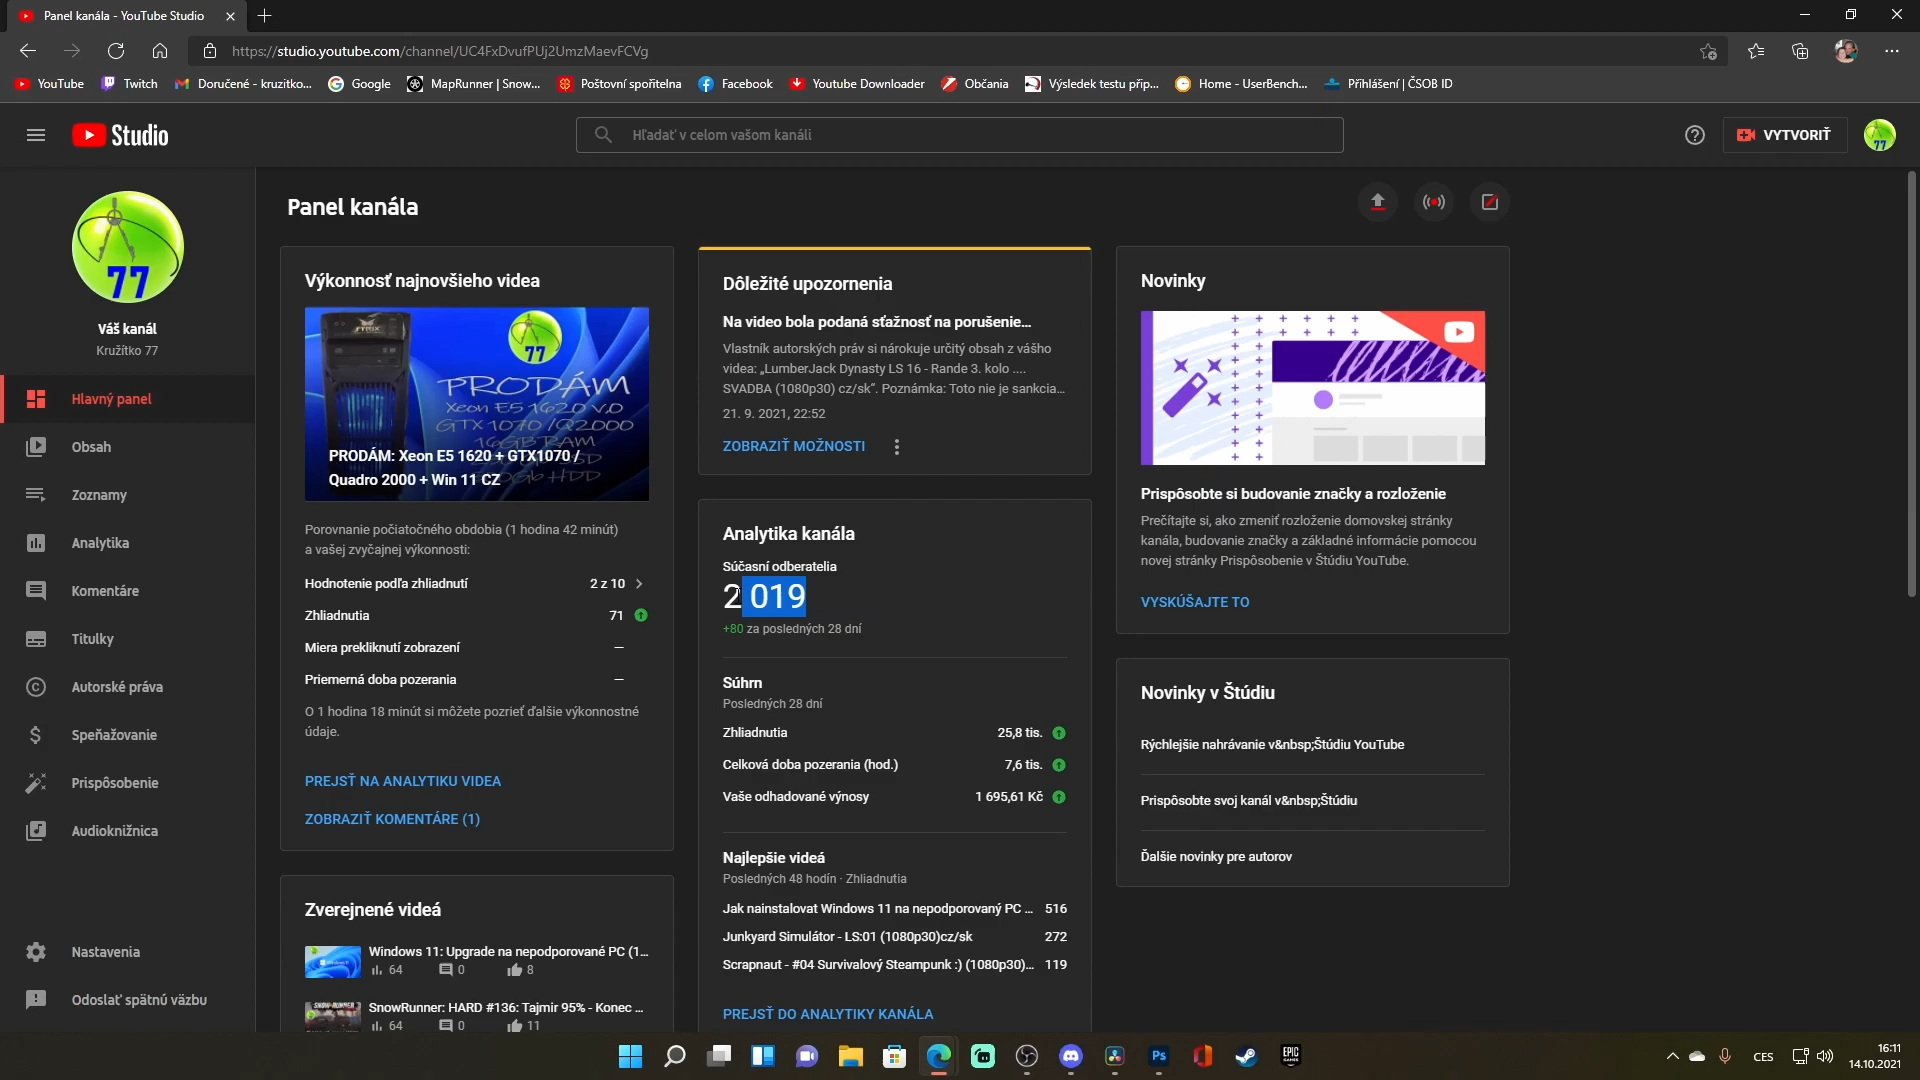 Panel kanála - YouTube Studio
https://studio.youtube.com/channel/UC4FxDvufPUj2UmzMaevFCVg
YouTube
Twitch
Doručené - kruzitko...
Google
MapRunner | Snow...
Poštovní spořitelna
Facebook
Youtube Downloader
Občania
Výsledek testu přip...
Home - UserBench...
Přihlášení | ČSOB ID
Studio
Hľadať v celom vašom kanáli
VYTVORIŤ
77
77
Váš kanál
Kružítko 77
Hlavný panel
Obsah
Zoznamy
Analytika
Komentáre
Titulky
Autorské práva
Speňažovanie
Prispôsobenie
Audioknižnica
Nastavenia
Odoslať spätnú väzbu
Panel kanála
Výkonnosť najnovšieho videa
77
PRODÁM
Xeon E5 1620 v.0
GTX 1070 /Q2000
16GB RAM
PRODÁM: Xeon E5 1620 + GTX1070 /
Quadro 2000 + Win 11 CZ
Porovnanie počiatočného obdobia (1 hodina 42 minút)
a vašej zvyčajnej výkonnosti:
Hodnotenie podľa zhliadnutí 2 z 10
Zhliadnutia 71
Miera prekliknutí zobrazení —
Priemerná doba pozerania —
O 1 hodina 18 minút si môžete pozrieť ďalšie výkonnostné
údaje.
PREJSŤ NA ANALYTIKU VIDEA
ZOBRAZIŤ KOMENTÁRE (1)
Zverejnené videá
Windows 11: Upgrade na nepodporované PC (1...
64 0 8
SnowRunner: HARD #136: Tajmir 95% - Konec ...
64 0 11
Dôležité upozornenia
Na video bola podaná sťažnosť na porušenie...
Vlastník autorských práv si nárokuje určitý obsah z vášho
videa: „LumberJack Dynasty LS 16 - Rande 3. kolo ....
SVADBA (1080p30) cz/sk“. Poznámka: Toto nie je sankcia...
21. 9. 2021, 22:52
ZOBRAZIŤ MOŽNOSTI
Analytika kanála
Súčasní odberatelia
2 019
+80 za posledných 28 dní
Súhrn
Posledných 28 dní
Zhliadnutia 25,8 tis.
Celková doba pozerania (hod.) 7,6 tis.
Vaše odhadované výnosy 1 695,61 Kč
Najlepšie videá
Posledných 48 hodín · Zhliadnutia
Jak nainstalovat Windows 11 na nepodporovaný PC ... 516
Junkyard Simulátor - LS:01 (1080p30)cz/sk 272
Scrapnaut - #04 Survivalový Steampunk :) (1080p30)... 119
PREJSŤ DO ANALYTIKY KANÁLA
Novinky
Prispôsobte si budovanie značky a rozloženie
Prečítajte si, ako zmeniť rozloženie domovskej stránky
kanála, budovanie značky a základné informácie pomocou
novej stránky Prispôsobenie v Štúdiu YouTube.
VYSKÚŠAJTE TO
Novinky v Štúdiu
Rýchlejšie nahrávanie v&nbsp;Štúdiu YouTube
Prispôsobte svoj kanál v&nbsp;Štúdiu
Ďalšie novinky pre autorov
Ps
EPIC
GAMES
CES
16:11
14.10.2021